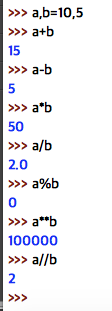 >>> a,b=10,5
>>> a+b
15
>>> a-b
5
>>> a*b
50
>>> a/b
2.0
>>> a%b
0
>>> a**b
100000
>>> a//b
2
>>>